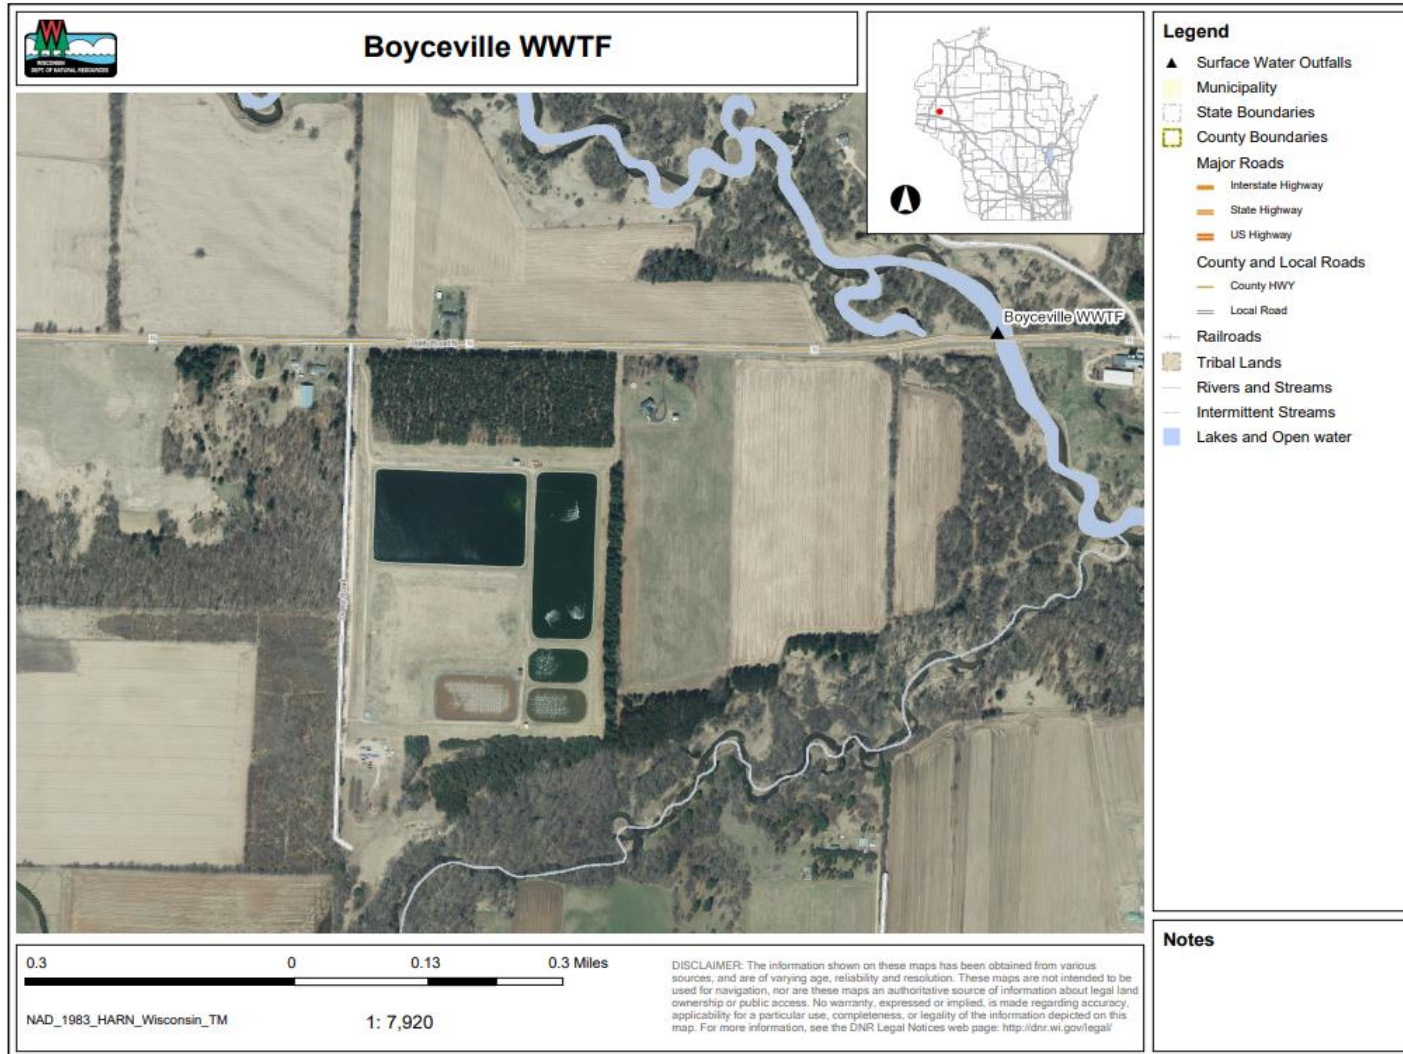 WISCONSIN
DEPT. OF NATURAL RESOURCES
Boyceville WWTF
Legend
Surface Water Outfalls
Municipality
State Boundaries
County Boundaries
Major Roads
Interstate Highway
State Highway
US Highway
County and Local Roads
County HWY
Local Road
Railroads
Tribal Lands
Rivers and Streams
Intermittent Streams
Lakes and Open water
Boyceville WWTF
County Road N
Notes
0.3 0 0.13 0.3 Miles
NAD_1983_HARN_Wisconsin_TM
1: 7,920
DISCLAIMER: The information shown on these maps has been obtained from various
sources, and are of varying age, reliability and resolution. These maps are not intended to be
used for navigation, nor are these maps an authoritative source of information about legal land
ownership or public access. No warranty, expressed or implied, is made regarding accuracy,
applicability for a particular use, completeness, or legality of the information depicted on this
map. For more information, see the DNR Legal Notices web page: http://dnr.wi.gov/legal/